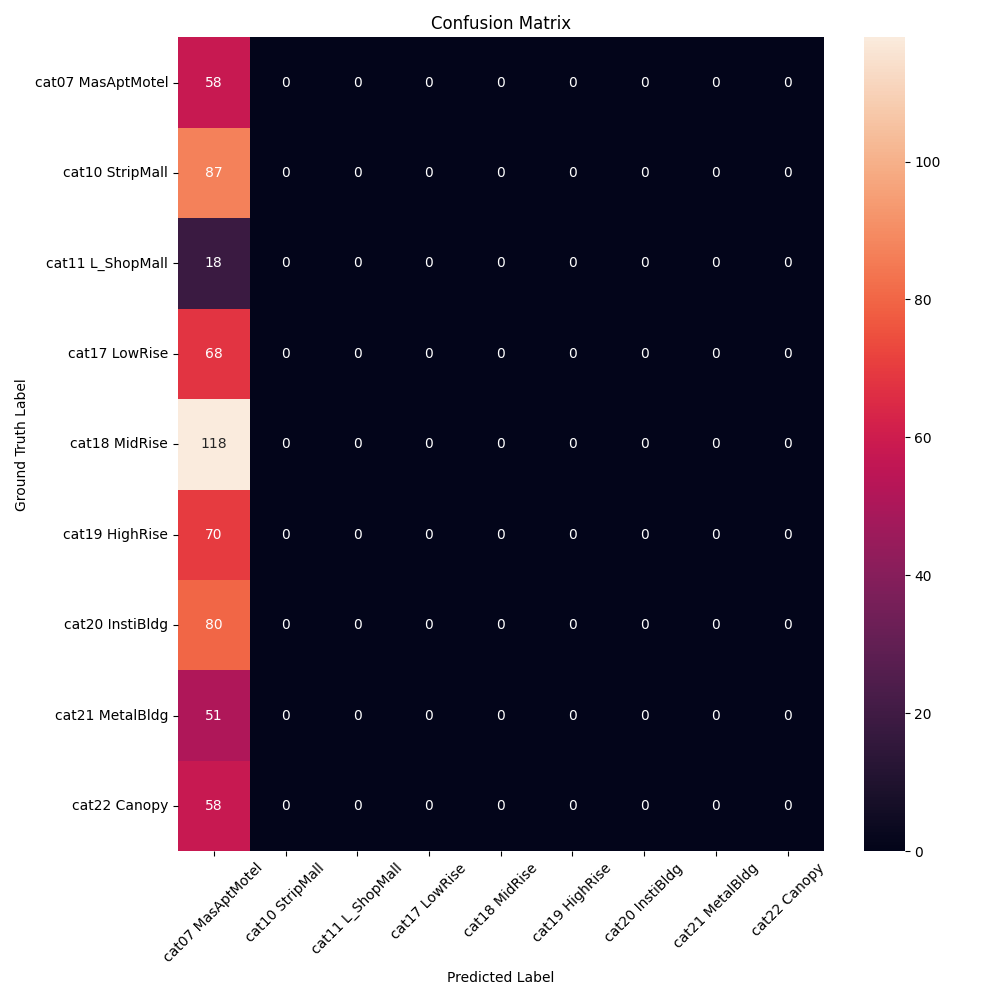 Confusion Matrix
Ground Truth Label
cat07 MasAptMotel 58 0 0 0 0 0 0 0 0
cat10 StripMall 87 0 0 0 0 0 0 0 0
cat11 L_ShopMall 18 0 0 0 0 0 0 0 0
cat17 LowRise 68 0 0 0 0 0 0 0 0
cat18 MidRise 118 0 0 0 0 0 0 0 0
cat19 HighRise 70 0 0 0 0 0 0 0 0
cat20 InstiBldg 80 0 0 0 0 0 0 0 0
cat21 MetalBldg 51 0 0 0 0 0 0 0 0
cat22 Canopy 58 0 0 0 0 0 0 0 0
cat07 MasAptMotel cat10 StripMall cat11 L_ShopMall cat17 LowRise cat18 MidRise cat19 HighRise cat20 InstiBldg cat21 MetalBldg cat22 Canopy
Predicted Label
100
80
60
40
20
0